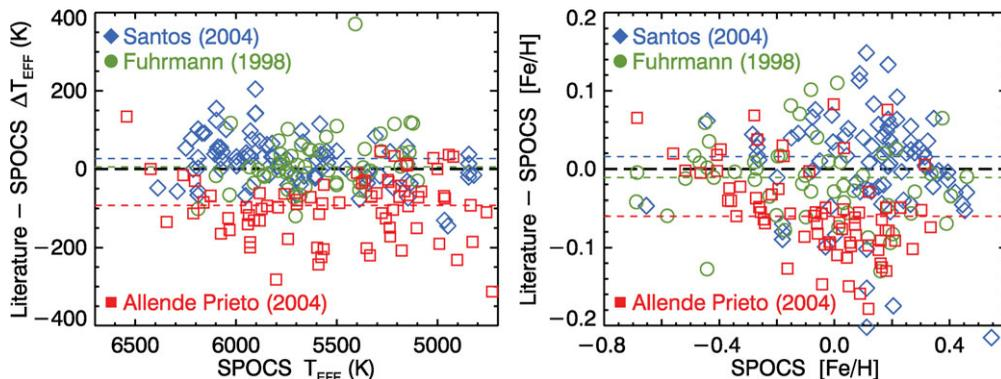 Literature − SPOCS ΔT_EFF (K)
400
200
0
−200
−400
Santos (2004)
Fuhrmann (1998)
Allende Prieto (2004)
6500 6000 5500 5000
SPOCS T_EFF (K)
Literature − SPOCS [Fe/H]
0.2
0.1
0.0
−0.1
−0.2
Santos (2004)
Fuhrmann (1998)
Allende Prieto (2004)
−0.8 −0.4 0.0 0.4
SPOCS [Fe/H]